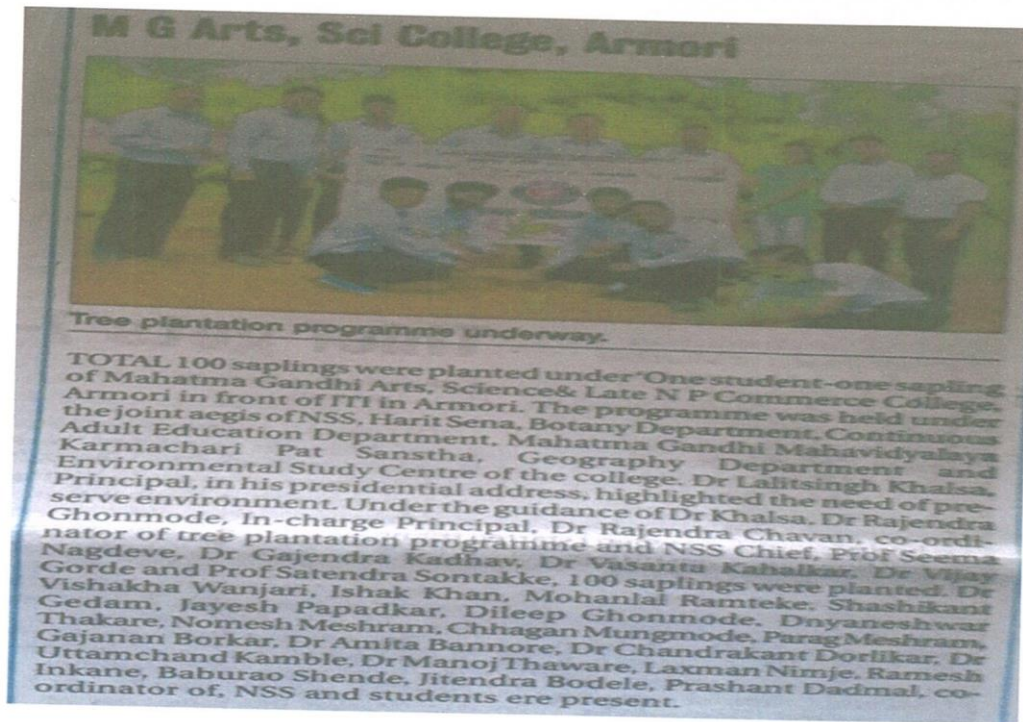 M G Arts, Sci College, Armori
Tree plantation programme underway.
TOTAL 100 saplings were planted under 'One student-one sapling
of Mahatma Gandhi Arts, Science& Late N P Commerce College,
Armori in front of ITI in Armori. The programme was held under
the joint aegis of NSS, Harit Sena, Botany Department, Continuous
Adult Education Department, Mahatma Gandhi Mahavidyalaya
Karmachari Pat Sanstha, Geography Department and
Environmental Study Centre of the college. Dr Lalitsingh Khalsa,
Principal, in his presidential address, highlighted the need of pre-
serve environment. Under the guidance of Dr Khalsa, Dr Rajendra
Ghonmode, In-charge Principal, Dr Rajendra Chavan, co-ordi-
nator of tree plantation programme and NSS Chief, Prof Seema
Nagdeve, Dr Gajendra Kadhav, Dr Vasanta Kahalkar, Dr Vijay
Gorde and Prof Satendra Sontakke, 100 saplings were planted. Dr
Vishakha Wanjari, Ishak Khan, Mohanlal Ramteke, Shashikant
Gedam, Jayesh Papadkar, Dileep Ghonmode, Dnyaneshwar
Thakare, Nomesh Meshram, Chhagan Mungmode, Parag Meshram,
Gajanan Borkar, Dr Amita Bannore, Dr Chandrakant Dorlikar, Dr
Uttamchand Kamble, Dr Manoj Thaware, Laxman Nimje, Ramesh
Inkane, Baburao Shende, Jitendra Bodele, Prashant Dadmal, co-
ordinator of, NSS and students ere present.